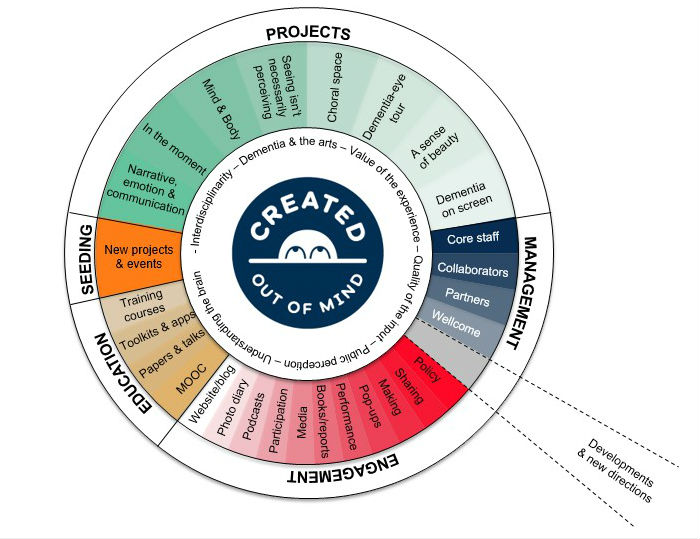 PROJECTS
Narrative,
emotion &
communication
In the moment
Mind & Body
Seeing isn't
necessarily
perceiving
Choral space
Dementia-eye
tour
A sense
of beauty
Dementia
on screen
MANAGEMENT
Core staff
Collaborators
Partners
Wellcome
Developments
& new directions
ENGAGEMENT
Policy
Sharing
Making
Pop-ups
Performance
Books/reports
Media
Participation
Podcasts
Photo diary
Website/blog
EDUCATION
MOOC
Papers & talks
Toolkits & apps
Training
courses
SEEDING
New projects
& events
- Interdisciplinarity – Dementia & the arts – Value of the experience – Quality of the input – Public perception – Understanding the brain
CREATED
OUT OF MIND